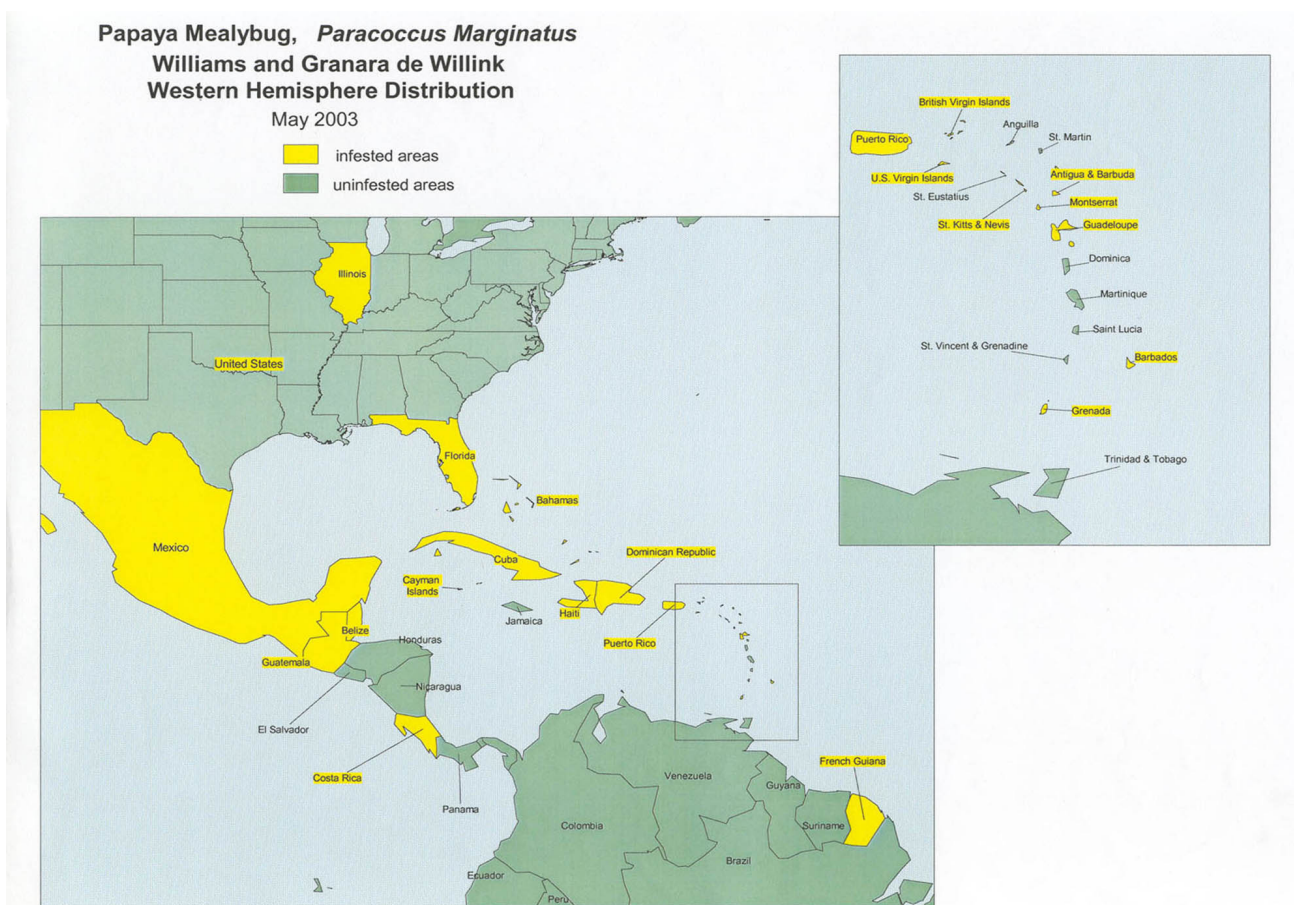 Papaya Mealybug, Paracoccus Marginatus
Williams and Granara de Willink
Western Hemisphere Distribution
May 2003
infested areas
uninfested areas
Illinois
United States
Florida
Mexico
Bahamas
Cuba
Dominican Republic
Cayman
Islands
Haiti
Jamaica
Puerto Rico
Belize
Honduras
Guatemala
Nicaragua
El Salvador
Costa Rica
Panama
French Guiana
Venezuela
Guyana
Suriname
Colombia
Brazil
Ecuador
Peru
British Virgin Islands
Anguilla
St. Martin
Puerto Rico
U.S. Virgin Islands
Antigua & Barbuda
St. Eustatius
Montserrat
St. Kitts & Nevis
Guadeloupe
Dominica
Martinique
Saint Lucia
St. Vincent & Grenadine
Barbados
Grenada
Trinidad & Tobago